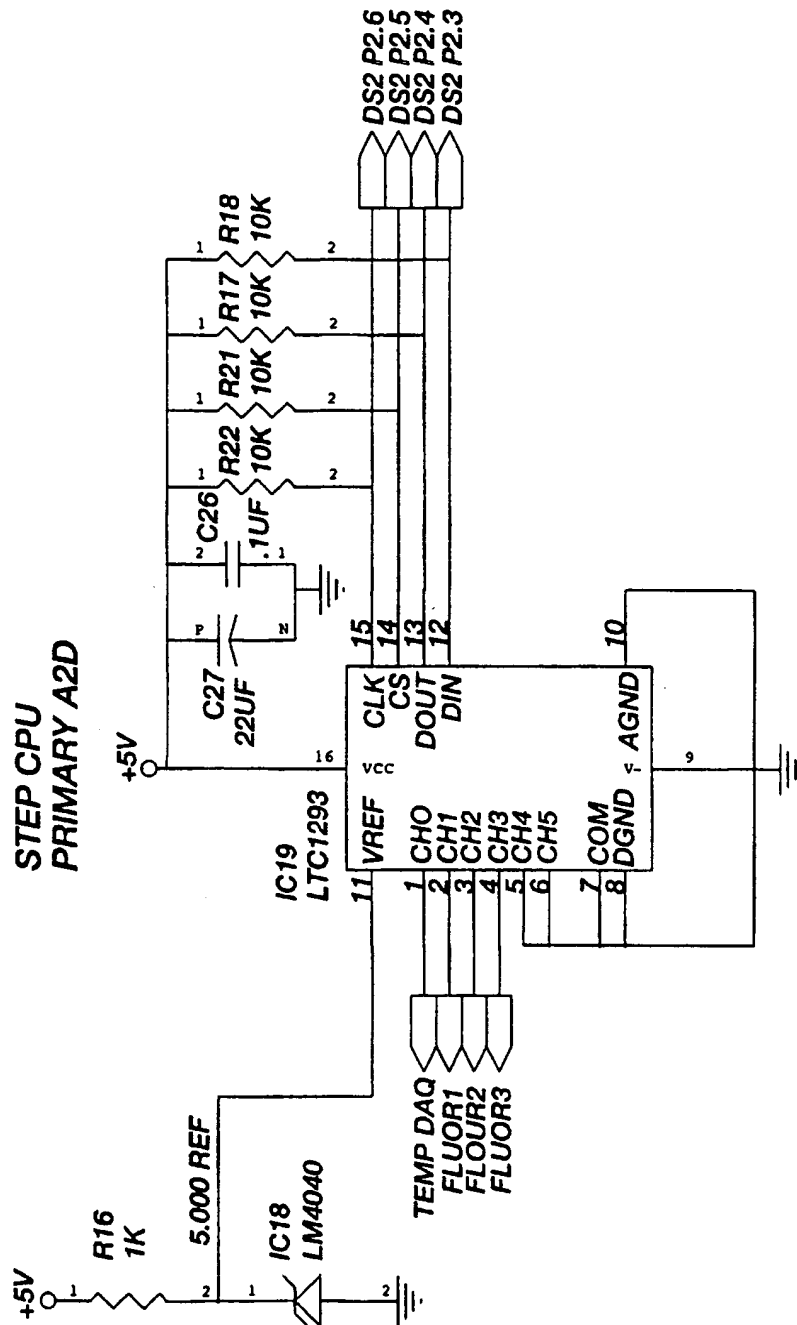 STEP CPU
PRIMARY A2D
+5V
R16
1K
1
2
5.000 REF
IC18
LM4040
1
2
+5V
C27
22UF
P
N
C26
.1UF
2
1
R22
10K
1
2
R21
10K
1
2
R17
10K
1
2
R18
10K
1
2
IC19
LTC1293
16
VCC
11
VREF
1
CHO
2
CH1
3
CH2
4
CH3
5
CH4
6
CH5
7
COM
8
DGND
15
CLK
14
CS
13
DOUT
12
DIN
10
AGND
9
V-
TEMP DAQ
FLUOR1
FLOUR2
FLUOR3
DS2 P2.6
DS2 P2.5
DS2 P2.4
DS2 P2.3